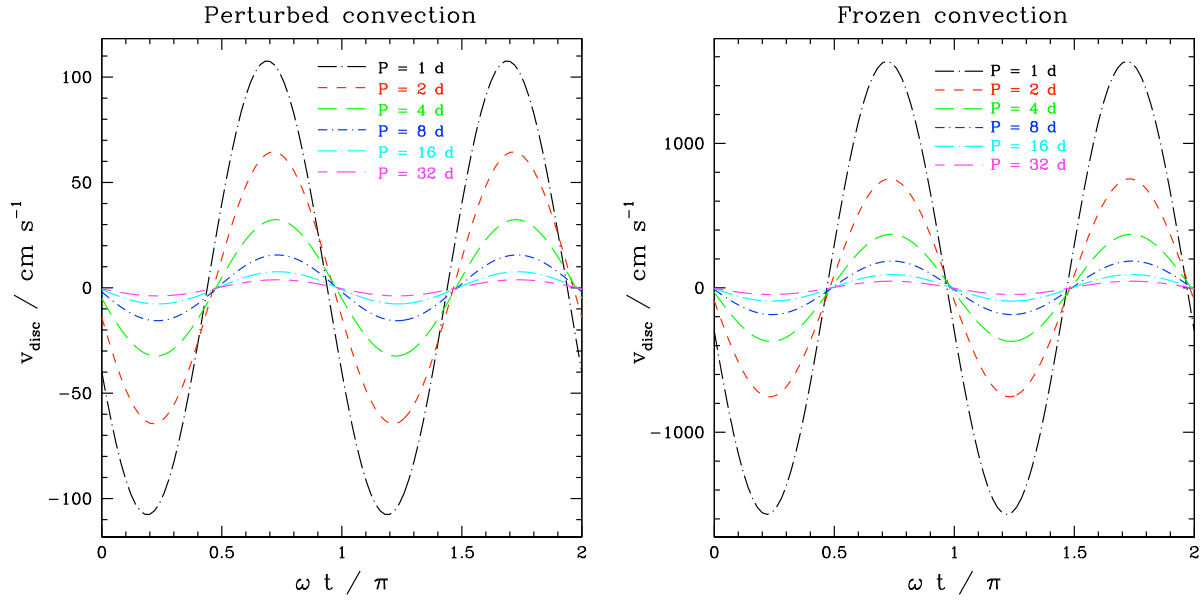 Perturbed convection
100
50
0
-50
-100
v_disc / cm s⁻¹
P = 1 d
P = 2 d
P = 4 d
P = 8 d
P = 16 d
P = 32 d
0
0.5
1
1.5
2
ω t / π
Frozen convection
1000
0
-1000
v_disc / cm s⁻¹
P = 1 d
P = 2 d
P = 4 d
P = 8 d
P = 16 d
P = 32 d
0
0.5
1
1.5
2
ω t / π